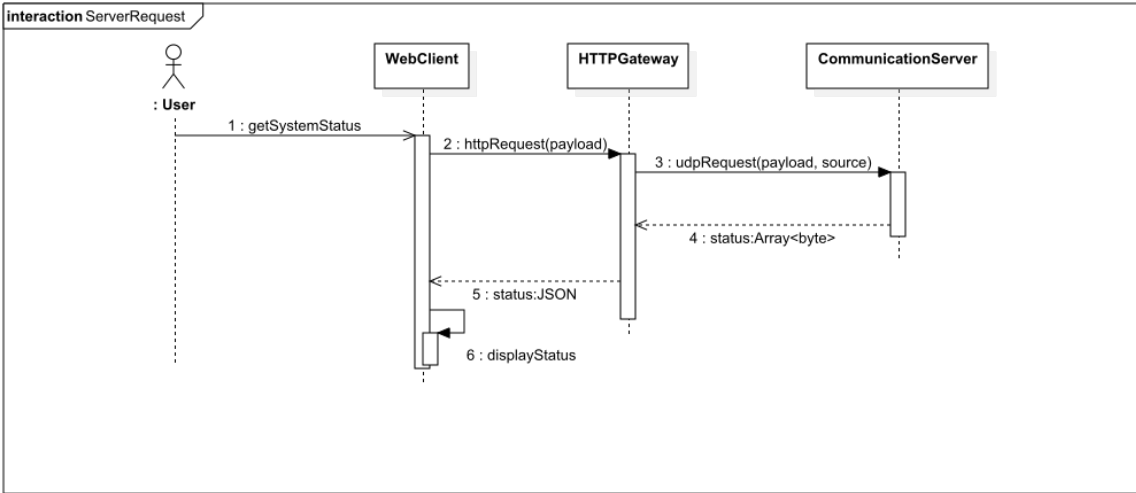 interaction ServerRequest
WebClient
HTTPGateway
CommunicationServer
: User
1 : getSystemStatus
2 : httpRequest(payload)
3 : udpRequest(payload, source)
4 : status:Array<byte>
5 : status:JSON
6 : displayStatus